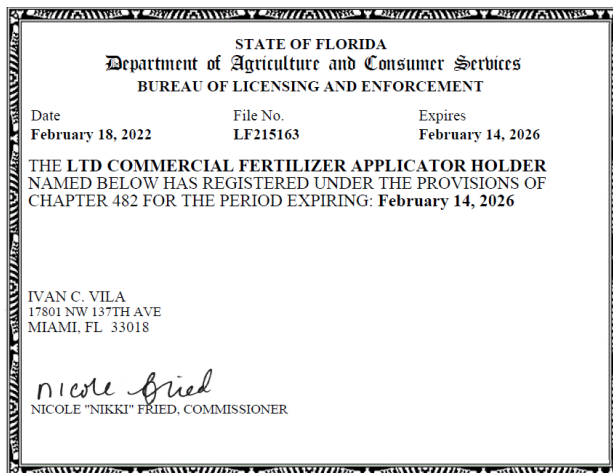 STATE OF FLORIDA
Department of Agriculture and Consumer Services
BUREAU OF LICENSING AND ENFORCEMENT
Date File No. Expires
February 18, 2022 LF215163 February 14, 2026
THE LTD COMMERCIAL FERTILIZER APPLICATOR HOLDER
NAMED BELOW HAS REGISTERED UNDER THE PROVISIONS OF
CHAPTER 482 FOR THE PERIOD EXPIRING: February 14, 2026
IVAN C. VILA
17801 NW 137TH AVE
MIAMI, FL 33018
nicole fried
NICOLE "NIKKI" FRIED, COMMISSIONER